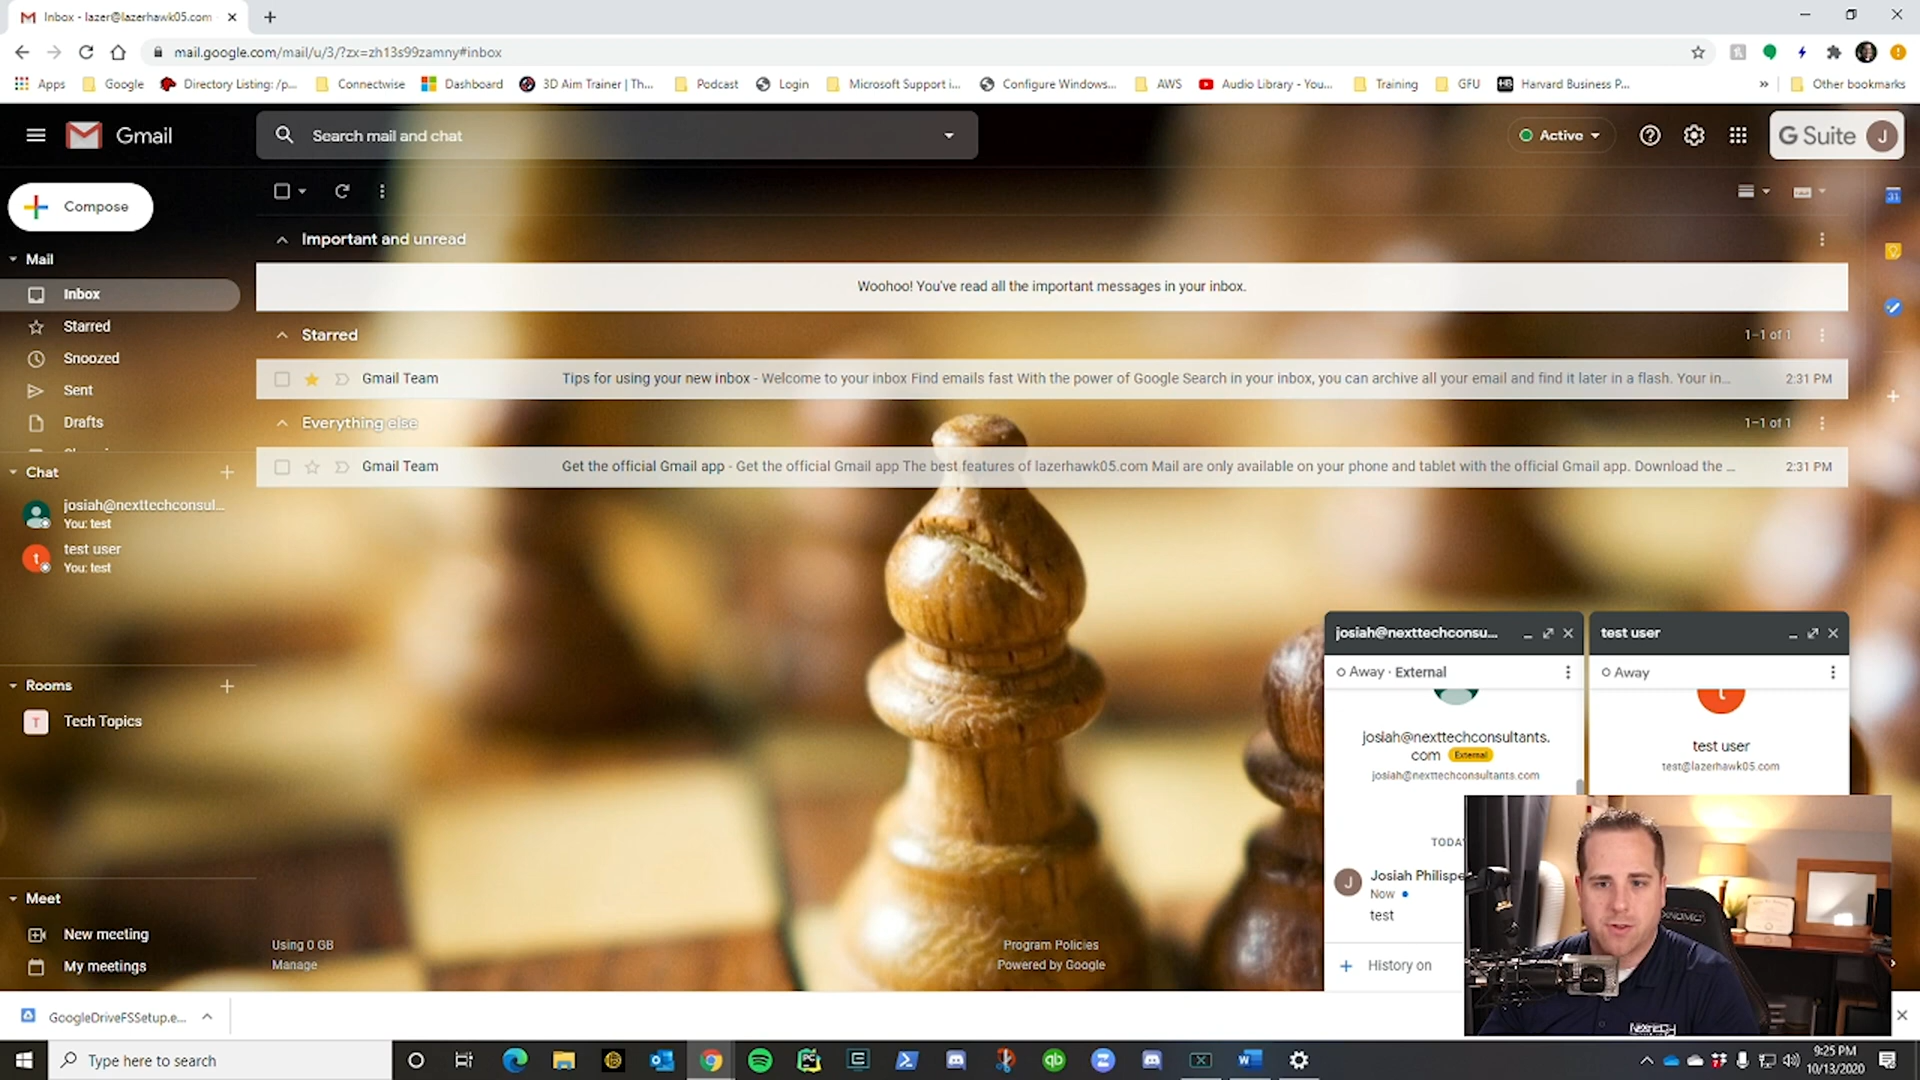 Inbox - lazer@lazerhawk05.com
mail.google.com/mail/u/3/?zx=zh13s99zamny#inbox
Apps
Google
Directory Listing: /p...
Connectwise
Dashboard
3D Aim Trainer | Th...
Podcast
Login
Microsoft Support i...
Configure Windows...
AWS
Audio Library - You...
Training
GFU
Harvard Business P...
»
Other bookmarks
Gmail
Search mail and chat
Active
G Suite J
Compose
31
Important and unread
Mail
Inbox
Woohoo! You've read all the important messages in your inbox.
Starred
Starred
1–1 of 1
Snoozed
Gmail Team
Tips for using your new inbox - Welcome to your inbox Find emails fast With the power of Google Search in your inbox, you can archive all your email and find it later in a flash. Your in...
2:31 PM
Sent
Drafts
Everything else
1–1 of 1
Chat
Gmail Team
Get the official Gmail app - Get the official Gmail app The best features of lazerhawk05.com Mail are only available on your phone and tablet with the official Gmail app. Download the ...
2:31 PM
josiah@nexttechconsul...
You: test
t
test user
You: test
Rooms
T
Tech Topics
Meet
New meeting
My meetings
josiah@nexttechconsu...
Away · External
josiah@nexttechconsultants.
com External
josiah@nexttechconsultants.com
J
Josiah Philispe
Now
test
History on
test user
Away
test user
test@lazerhawk05.com
Using 0 GB
Manage
Program Policies
Powered by Google
GoogleDriveFSSetup.e...
Type here to search
PC
9:25 PM
10/13/2020